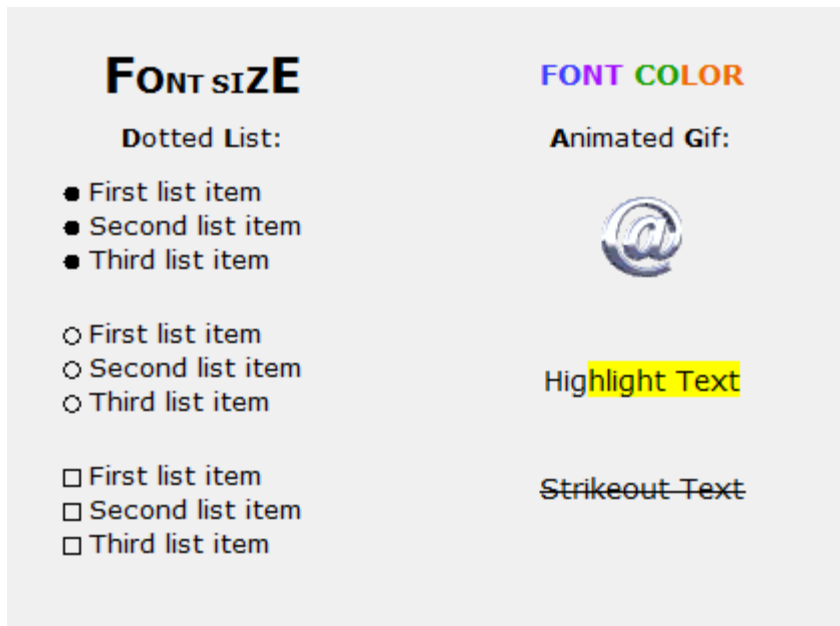 FONT SIZE
Dotted List:
First list item
Second list item
Third list item
First list item
Second list item
Third list item
First list item
Second list item
Third list item
FONT COLOR
Animated Gif:
@
Highlight Text
Strikeout Text